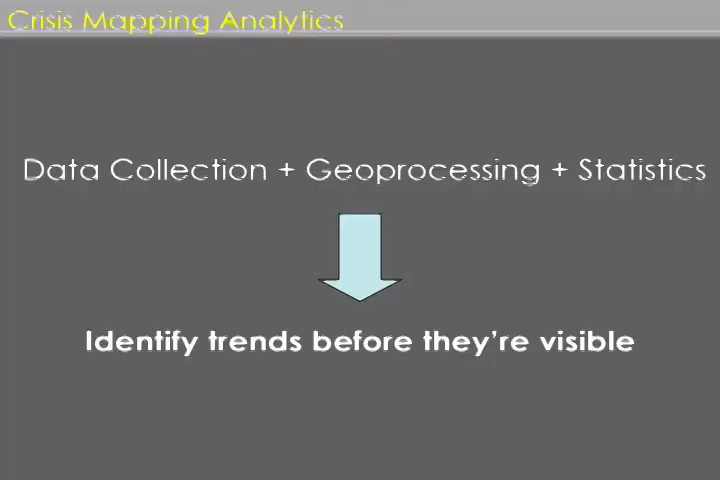 Crisis Mapping Analytics
Data Collection + Geoprocessing + Statistics
Identify trends before they're visible